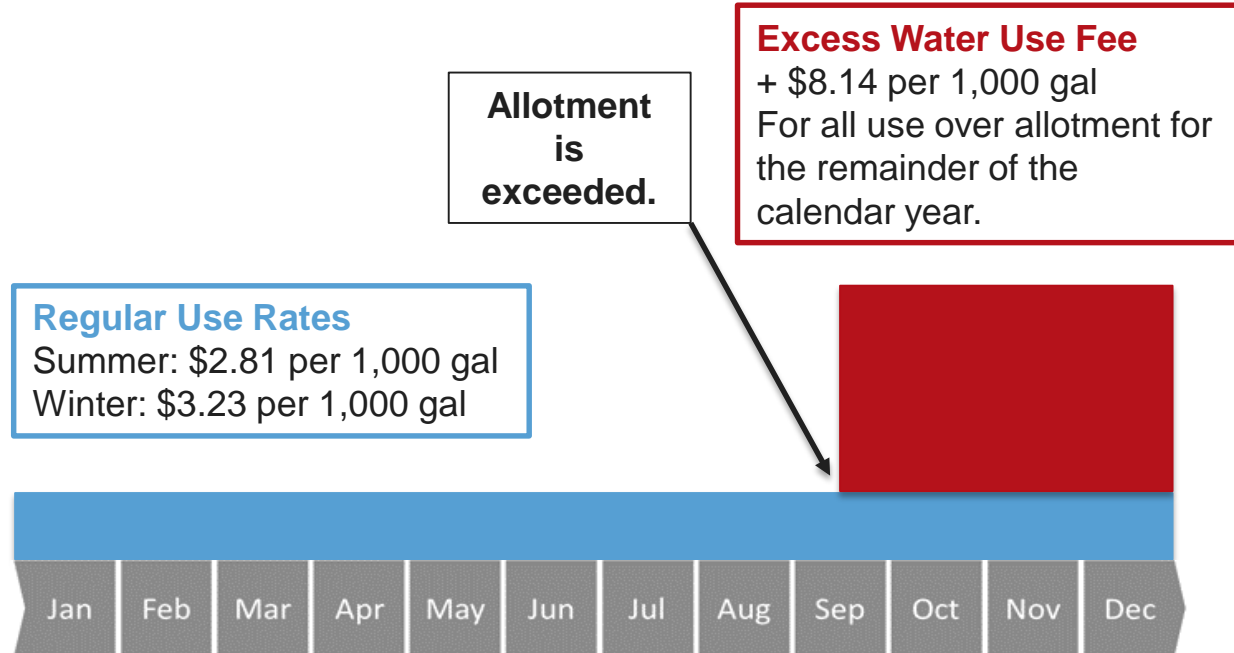 Excess Water Use Fee
+ $8.14 per 1,000 gal
For all use over allotment for
the remainder of the
calendar year.
Allotment
is
exceeded.
Regular Use Rates
Summer: $2.81 per 1,000 gal
Winter: $3.23 per 1,000 gal
Jan Feb Mar Apr May Jun Jul Aug Sep Oct Nov Dec